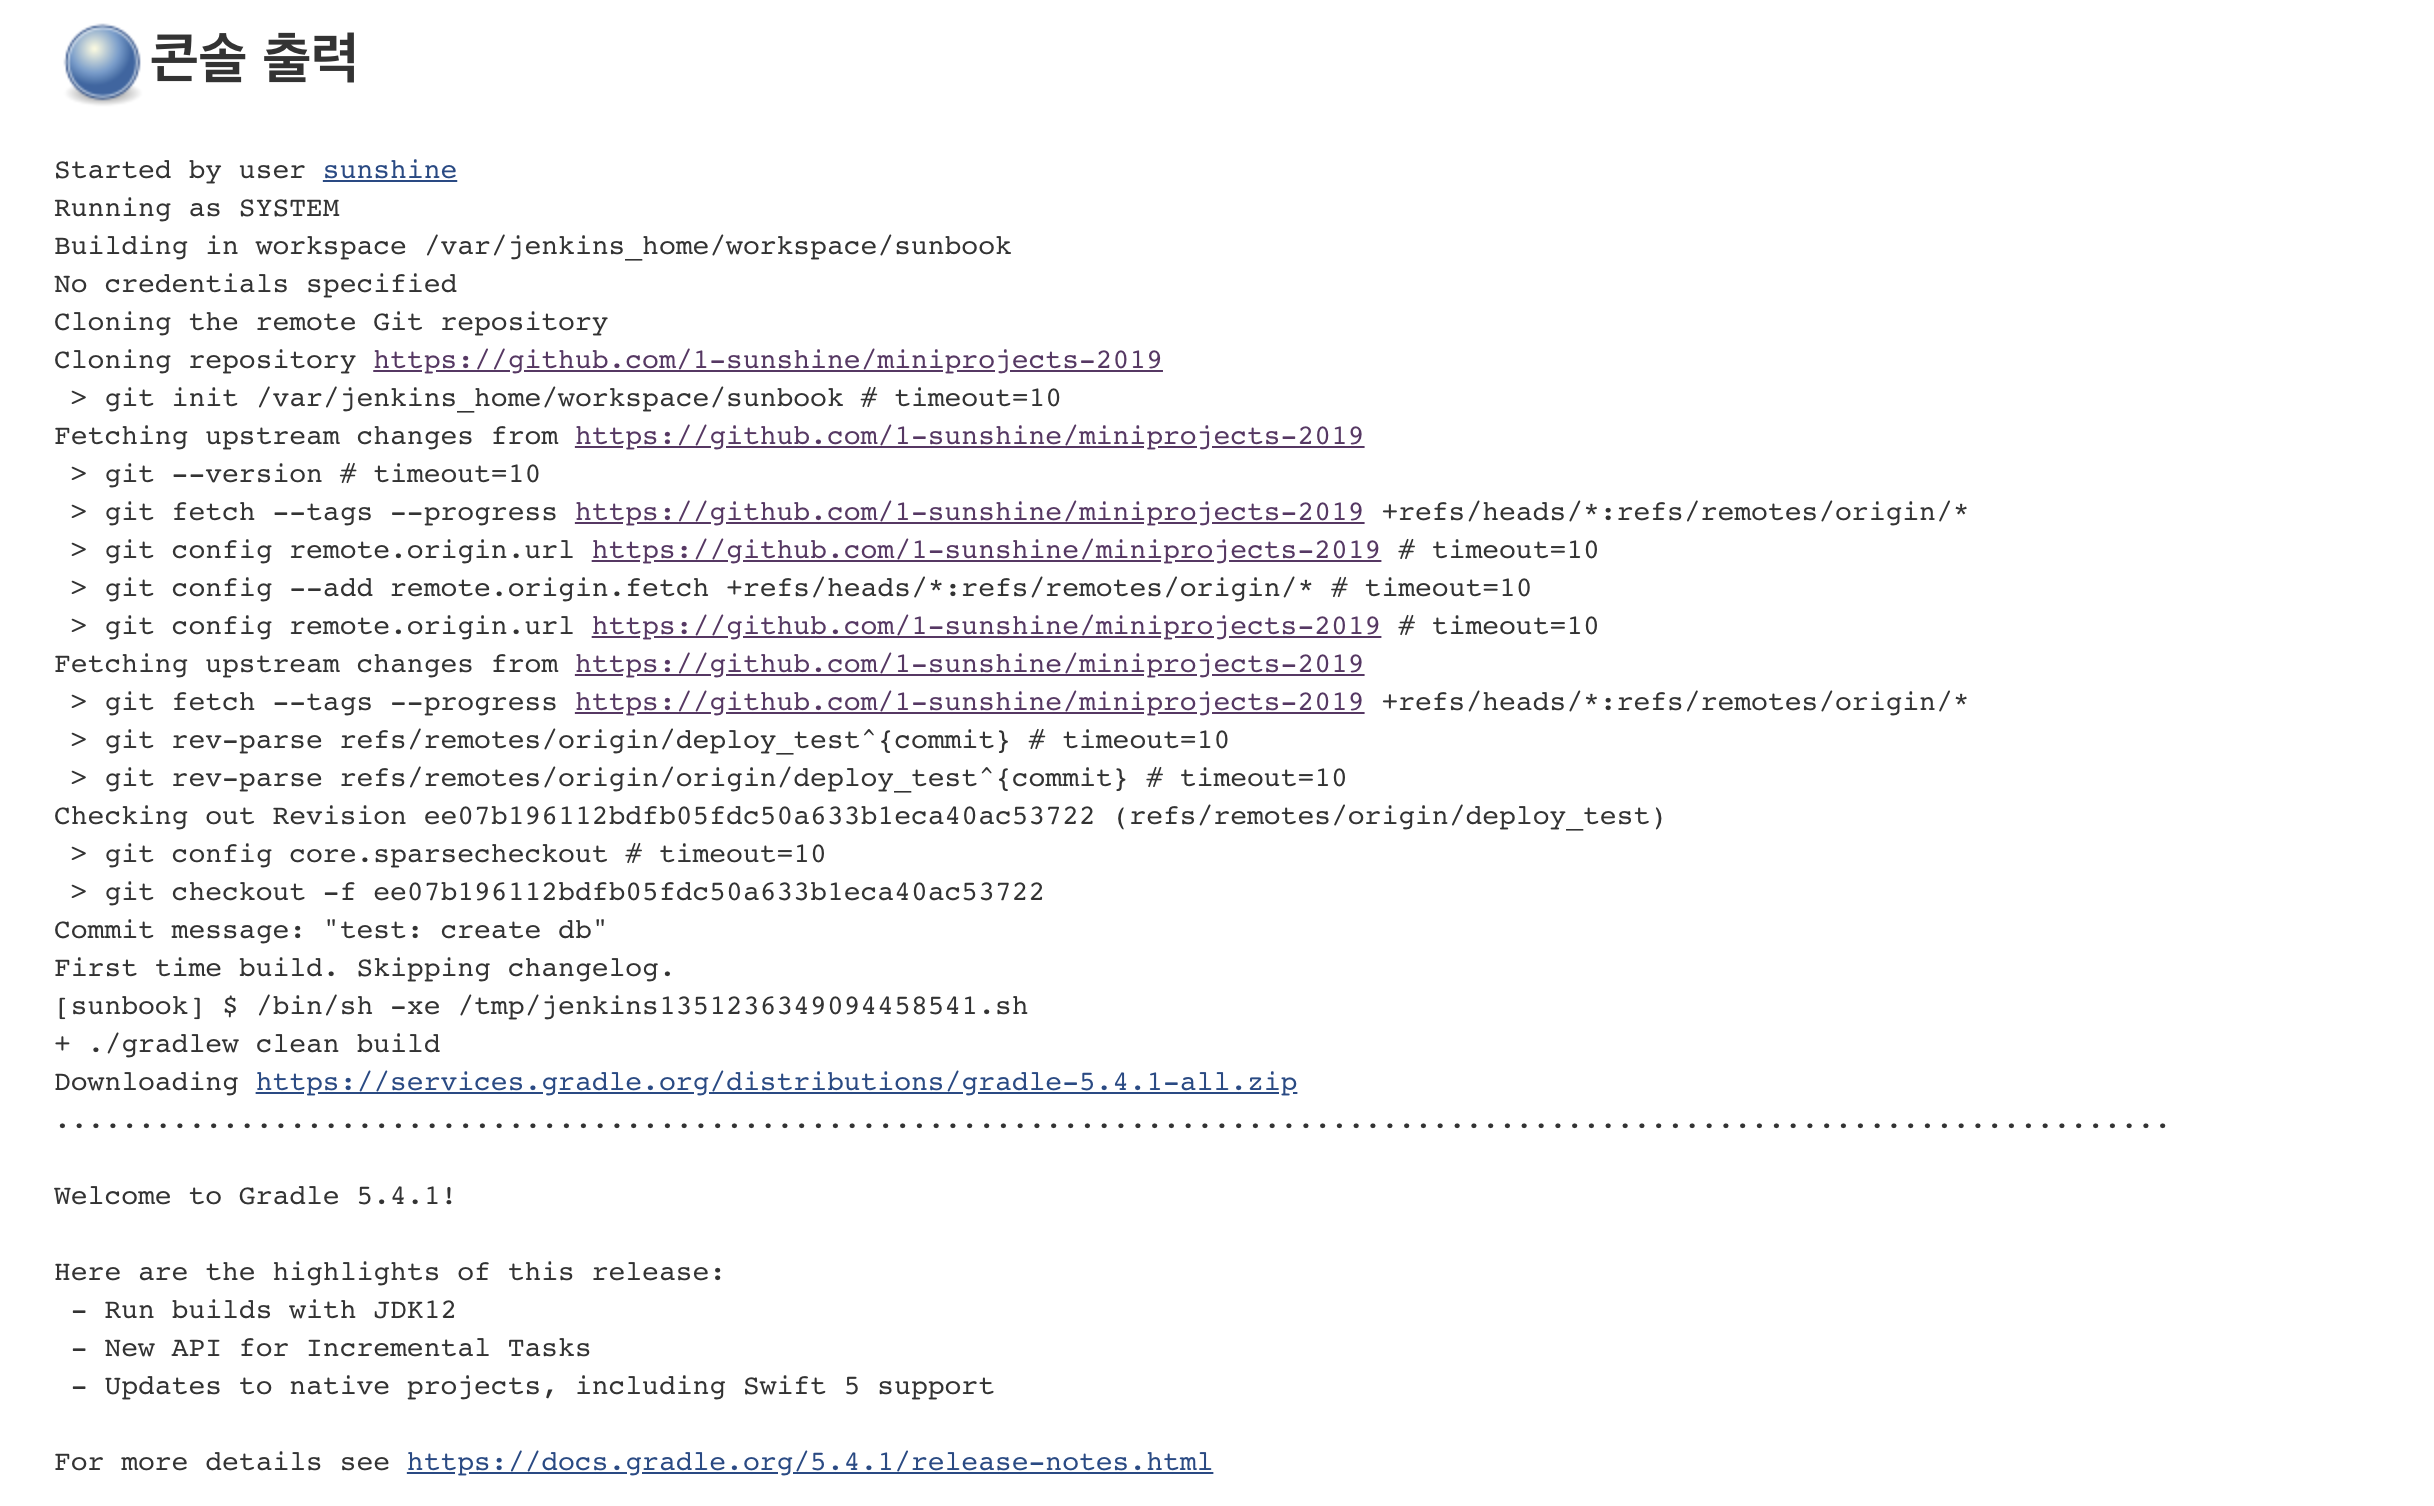 콘솔 출력
Started by user sunshine
Running as SYSTEM
Building in workspace /var/jenkins_home/workspace/sunbook
No credentials specified
Cloning the remote Git repository
Cloning repository https://github.com/1-sunshine/miniprojects-2019
 > git init /var/jenkins_home/workspace/sunbook # timeout=10
Fetching upstream changes from https://github.com/1-sunshine/miniprojects-2019
 > git --version # timeout=10
 > git fetch --tags --progress https://github.com/1-sunshine/miniprojects-2019 +refs/heads/*:refs/remotes/origin/*
 > git config remote.origin.url https://github.com/1-sunshine/miniprojects-2019 # timeout=10
 > git config --add remote.origin.fetch +refs/heads/*:refs/remotes/origin/* # timeout=10
 > git config remote.origin.url https://github.com/1-sunshine/miniprojects-2019 # timeout=10
Fetching upstream changes from https://github.com/1-sunshine/miniprojects-2019
 > git fetch --tags --progress https://github.com/1-sunshine/miniprojects-2019 +refs/heads/*:refs/remotes/origin/*
 > git rev-parse refs/remotes/origin/deploy_test^{commit} # timeout=10
 > git rev-parse refs/remotes/origin/origin/deploy_test^{commit} # timeout=10
Checking out Revision ee07b196112bdfb05fdc50a633b1eca40ac53722 (refs/remotes/origin/deploy_test)
 > git config core.sparsecheckout # timeout=10
 > git checkout -f ee07b196112bdfb05fdc50a633b1eca40ac53722
Commit message: "test: create db"
First time build. Skipping changelog.
[sunbook] $ /bin/sh -xe /tmp/jenkins1351236349094458541.sh
+ ./gradlew clean build
Downloading https://services.gradle.org/distributions/gradle-5.4.1-all.zip
..............................................................................................................................
Welcome to Gradle 5.4.1!
Here are the highlights of this release:
 - Run builds with JDK12
 - New API for Incremental Tasks
 - Updates to native projects, including Swift 5 support
For more details see https://docs.gradle.org/5.4.1/release-notes.html